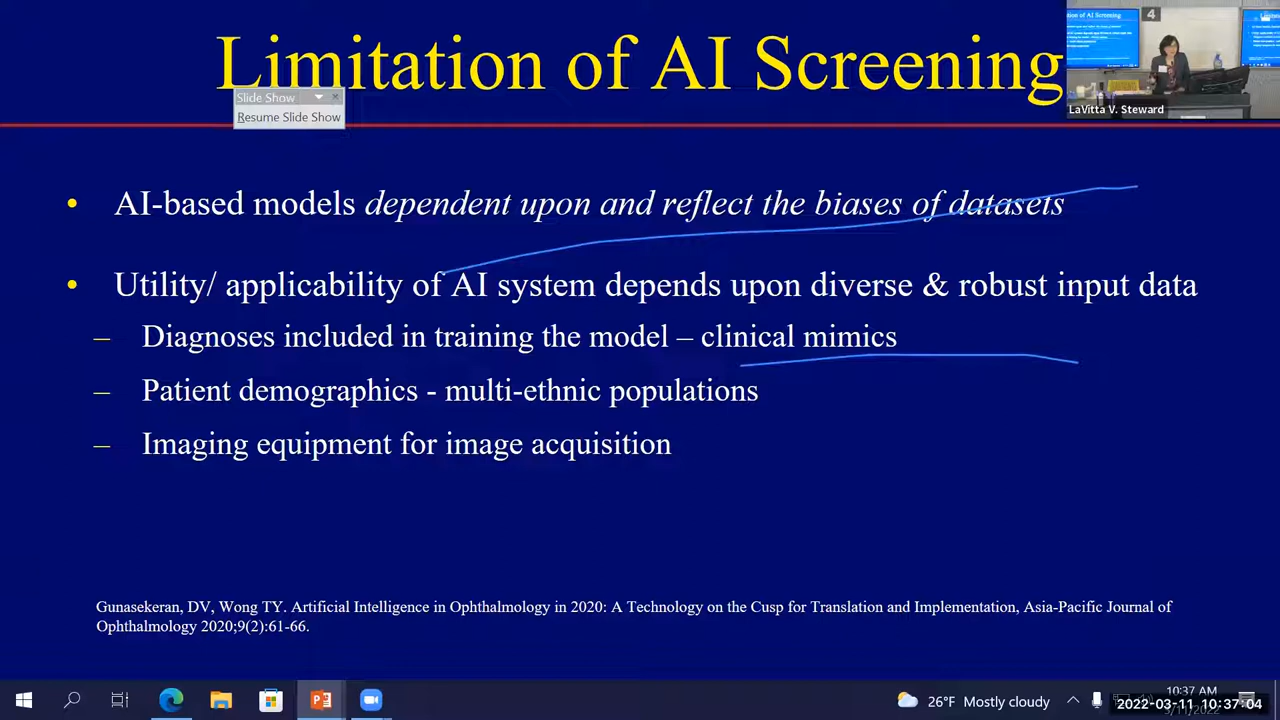 Limitation of AI Screening
Slide Show
Resume Slide Show
4
LaVitta V. Steward
• AI-based models dependent upon and reflect the biases of datasets
• Utility/ applicability of AI system depends upon diverse & robust input data
– Diagnoses included in training the model – clinical mimics
– Patient demographics - multi-ethnic populations
– Imaging equipment for image acquisition
Gunasekeran, DV, Wong TY. Artificial Intelligence in Ophthalmology in 2020: A Technology on the Cusp for Translation and Implementation, Asia-Pacific Journal of
Ophthalmology 2020;9(2):61-66.
26°F Mostly cloudy
10:37 AM
2022-03-11 10:37:04